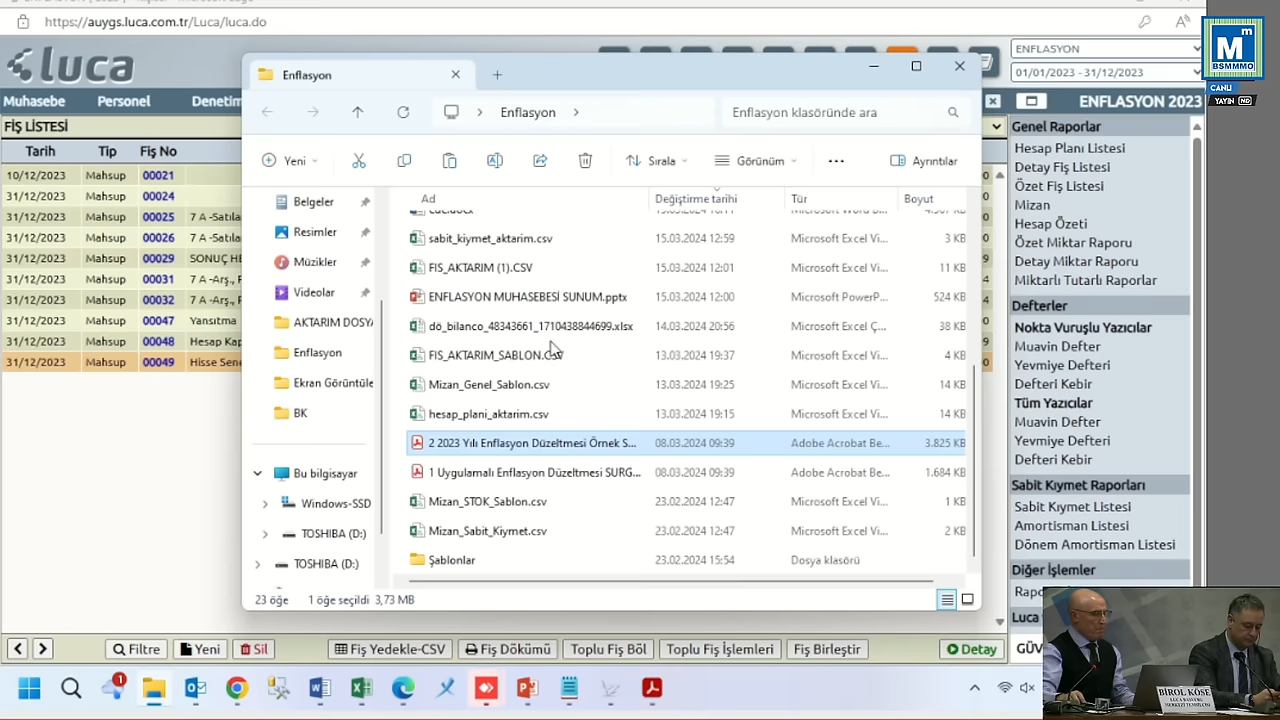 https://auygs.luca.com.tr/Luca/luca.do
luca
ENFLASYON
01/01/2023 - 31/12/2023
M m
BSMMMO
CANLI
YAYIN HD
Muhasebe Personel
ENFLASYON 2023
FİŞ LİSTESİ
Tarih Tip Fiş No
10/12/2023 Mahsup 00021
31/12/2023 Mahsup 00024
31/12/2023 Mahsup 00025
31/12/2023 Mahsup 00026
31/12/2023 Mahsup 00029
31/12/2023 Mahsup 00031
31/12/2023 Mahsup 00032
31/12/2023 Mahsup 00047 Yansıtma
31/12/2023 Mahsup 00048 Hesap
31/12/2023 Mahsup 00049 Hisse
Enflasyon
Enflasyon
Enflasyon klasöründe ara
Yeni Sırala Görünüm Ayrıntılar
Belgeler
Resimler
Müzikler
Videolar
AKTARIM
Enflasyon
Ekran
BK
Bu bilgisayar
Windows-SSD
TOSHIBA (D:)
TOSHIBA (D:)
Ad Değiştirme tarihi Tür Boyut
sabit_kiymet_aktarim.csv 15.03.2024 12:59 Microsoft Excel Vi... 3 KB
FIS_AKTARIM (1).CSV 15.03.2024 12:01 Microsoft Excel Vi... 11 KB
ENFLASYON MUHASEBESİ SUNUM.pptx 15.03.2024 12:00 Microsoft PowerP... 524 KB
dö_bilanco_48343661_1710438844699.xlsx 14.03.2024 20:56 Microsoft Excel Ç... 38 KB
FIS_AKTARIM_SABLON.CSV 13.03.2024 19:37 Microsoft Excel Vi... 4 KB
Mizan_Genel_Sablon.csv 13.03.2024 19:25 Microsoft Excel Vi... 14 KB
hesap_plani_aktarim.csv 13.03.2024 19:15 Microsoft Excel Vi... 14 KB
2 2023 Yılı Enflasyon Düzeltmesi Örnek S... 08.03.2024 09:39 Adobe Acrobat Be... 3.825 KB
1 Uygulamalı Enflasyon Düzeltmesi SURG... 08.03.2024 09:39 Adobe Acrobat Be... 1.684 KB
Mizan_STOK_Sablon.csv 23.02.2024 12:47 Microsoft Excel Vi... 1 KB
Mizan_Sabit_Kiymet.csv 23.02.2024 12:47 Microsoft Excel Vi... 2 KB
Şablonlar 23.02.2024 15:54 Dosya klasörü
23 öğe 1 öğe seçildi 3,73 MB
Genel Raporlar
Hesap Planı Listesi
Detay Fiş Listesi
Özet Fiş Listesi
Mizan
Hesap Özeti
Özet Miktar Raporu
Detay Miktar Raporu
Miktarlı Tutarlı Raporlar
Defterler
Nokta Vuruşlu Yazıcılar
Muavin Defter
Yevmiye Defteri
Defteri Kebir
Tüm Yazıcılar
Muavin Defter
Yevmiye Defteri
Defteri Kebir
Sabit Kıymet Raporları
Sabit Kıymet Listesi
Amortisman Listesi
Dönem Amortisman Listesi
Diğer İşlemler
Luca
Filtre Yeni Sil Fiş Yedekle-CSV Fiş Dökümü Toplu Fiş Böl Toplu Fiş İşlemleri Fiş Birleştir Detay
1
BİROL KÖSE